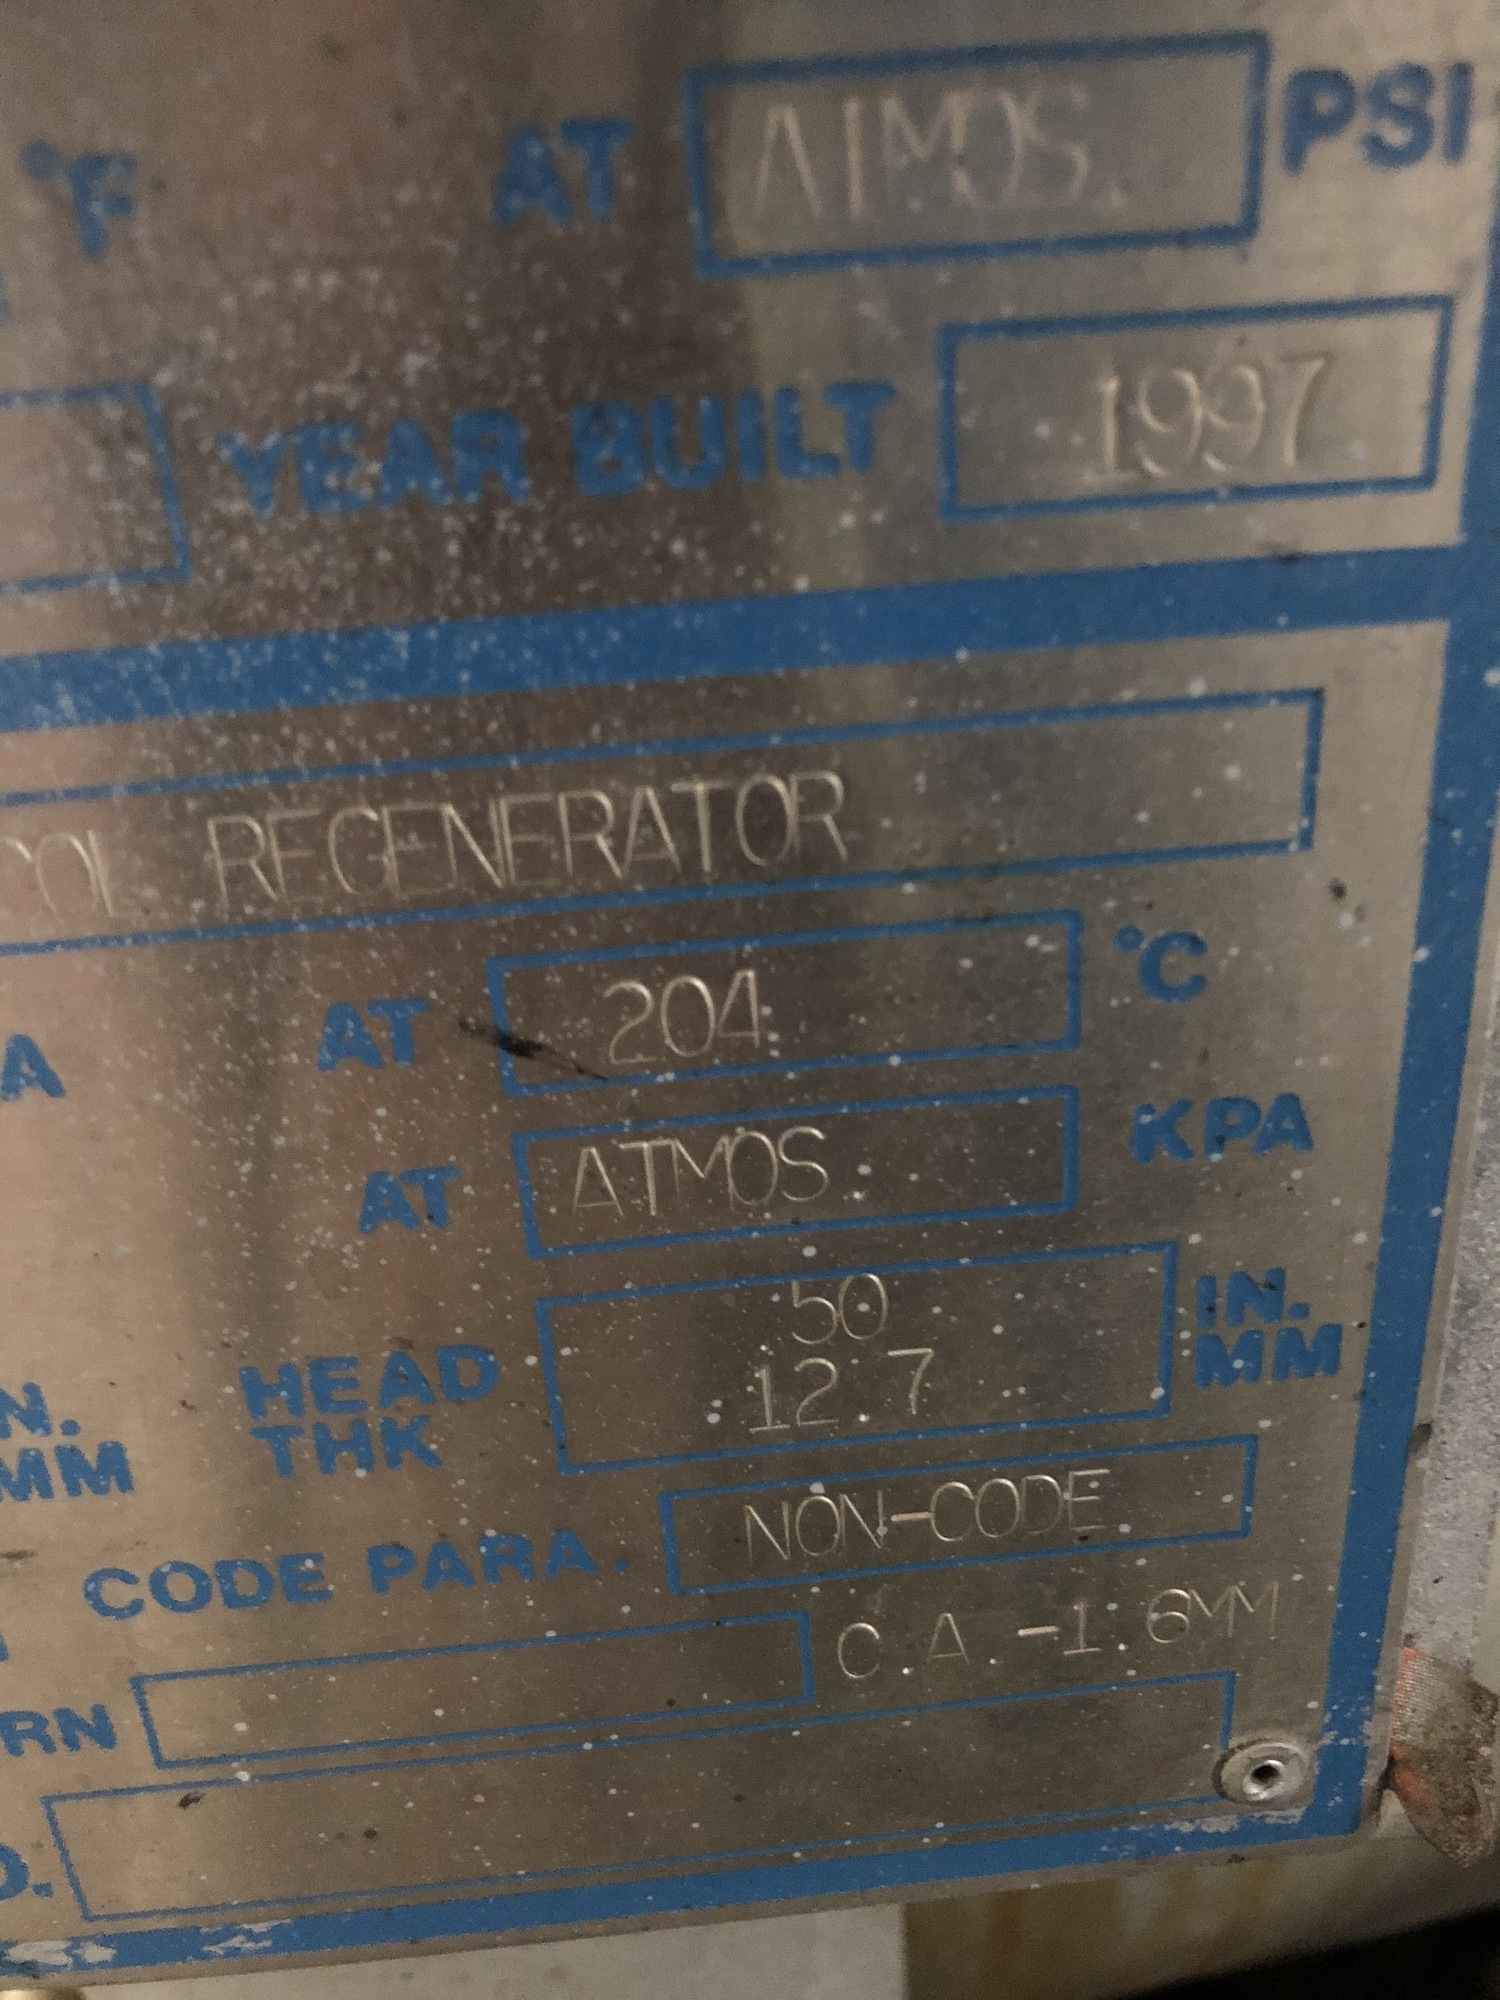 °F AT ATMOS. PSI
YEAR BUILT 1997
COL REGENERATOR
A AT 204 °C
AT ATMOS. KPA
N. HEAD 50 IN.
MM THK 12.7 MM
CODE PARA. NON-CODE
C.A.-1.6MM
RN
D.